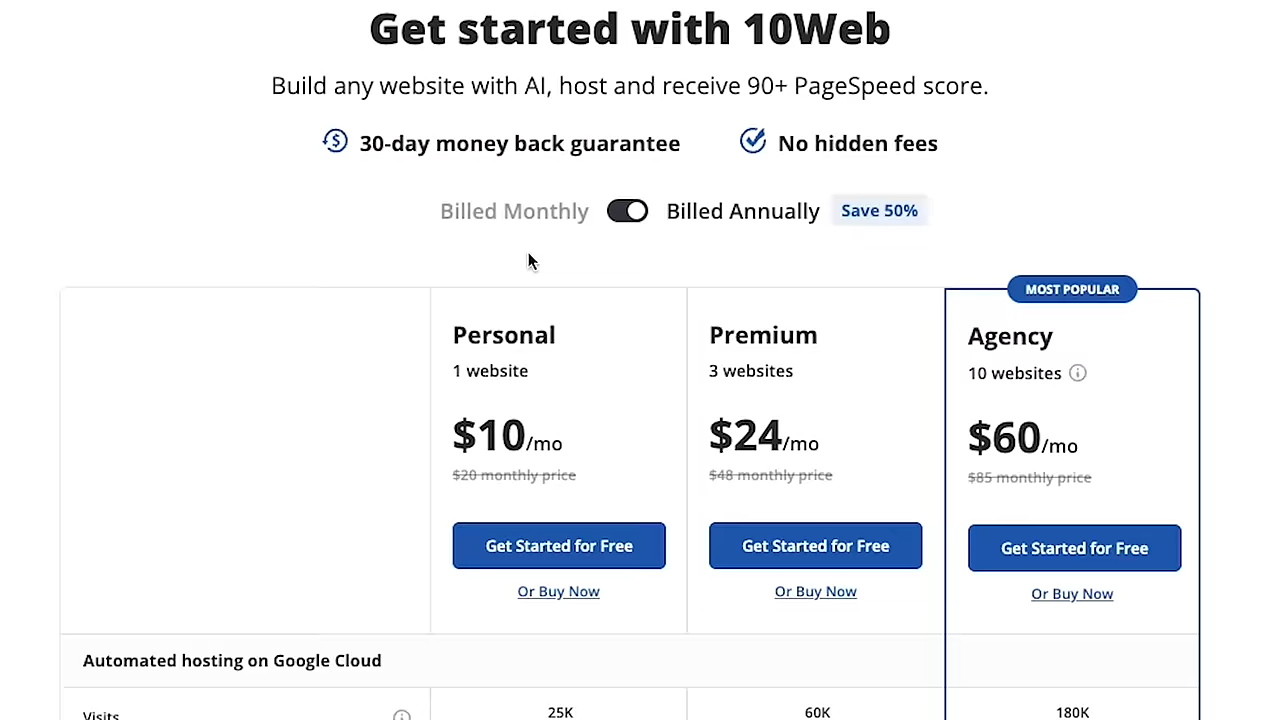 Get started with 10Web
Build any website with AI, host and receive 90+ PageSpeed score.
30-day money back guarantee
No hidden fees
Billed Monthly
Billed Annually
Save 50%
MOST POPULAR
Personal
1 website
$10/mo
$20 monthly price
Get Started for Free
Or Buy Now
Premium
3 websites
$24/mo
$48 monthly price
Get Started for Free
Or Buy Now
Agency
10 websites
$60/mo
$85 monthly price
Get Started for Free
Or Buy Now
Automated hosting on Google Cloud
Visits
25K
60K
180K